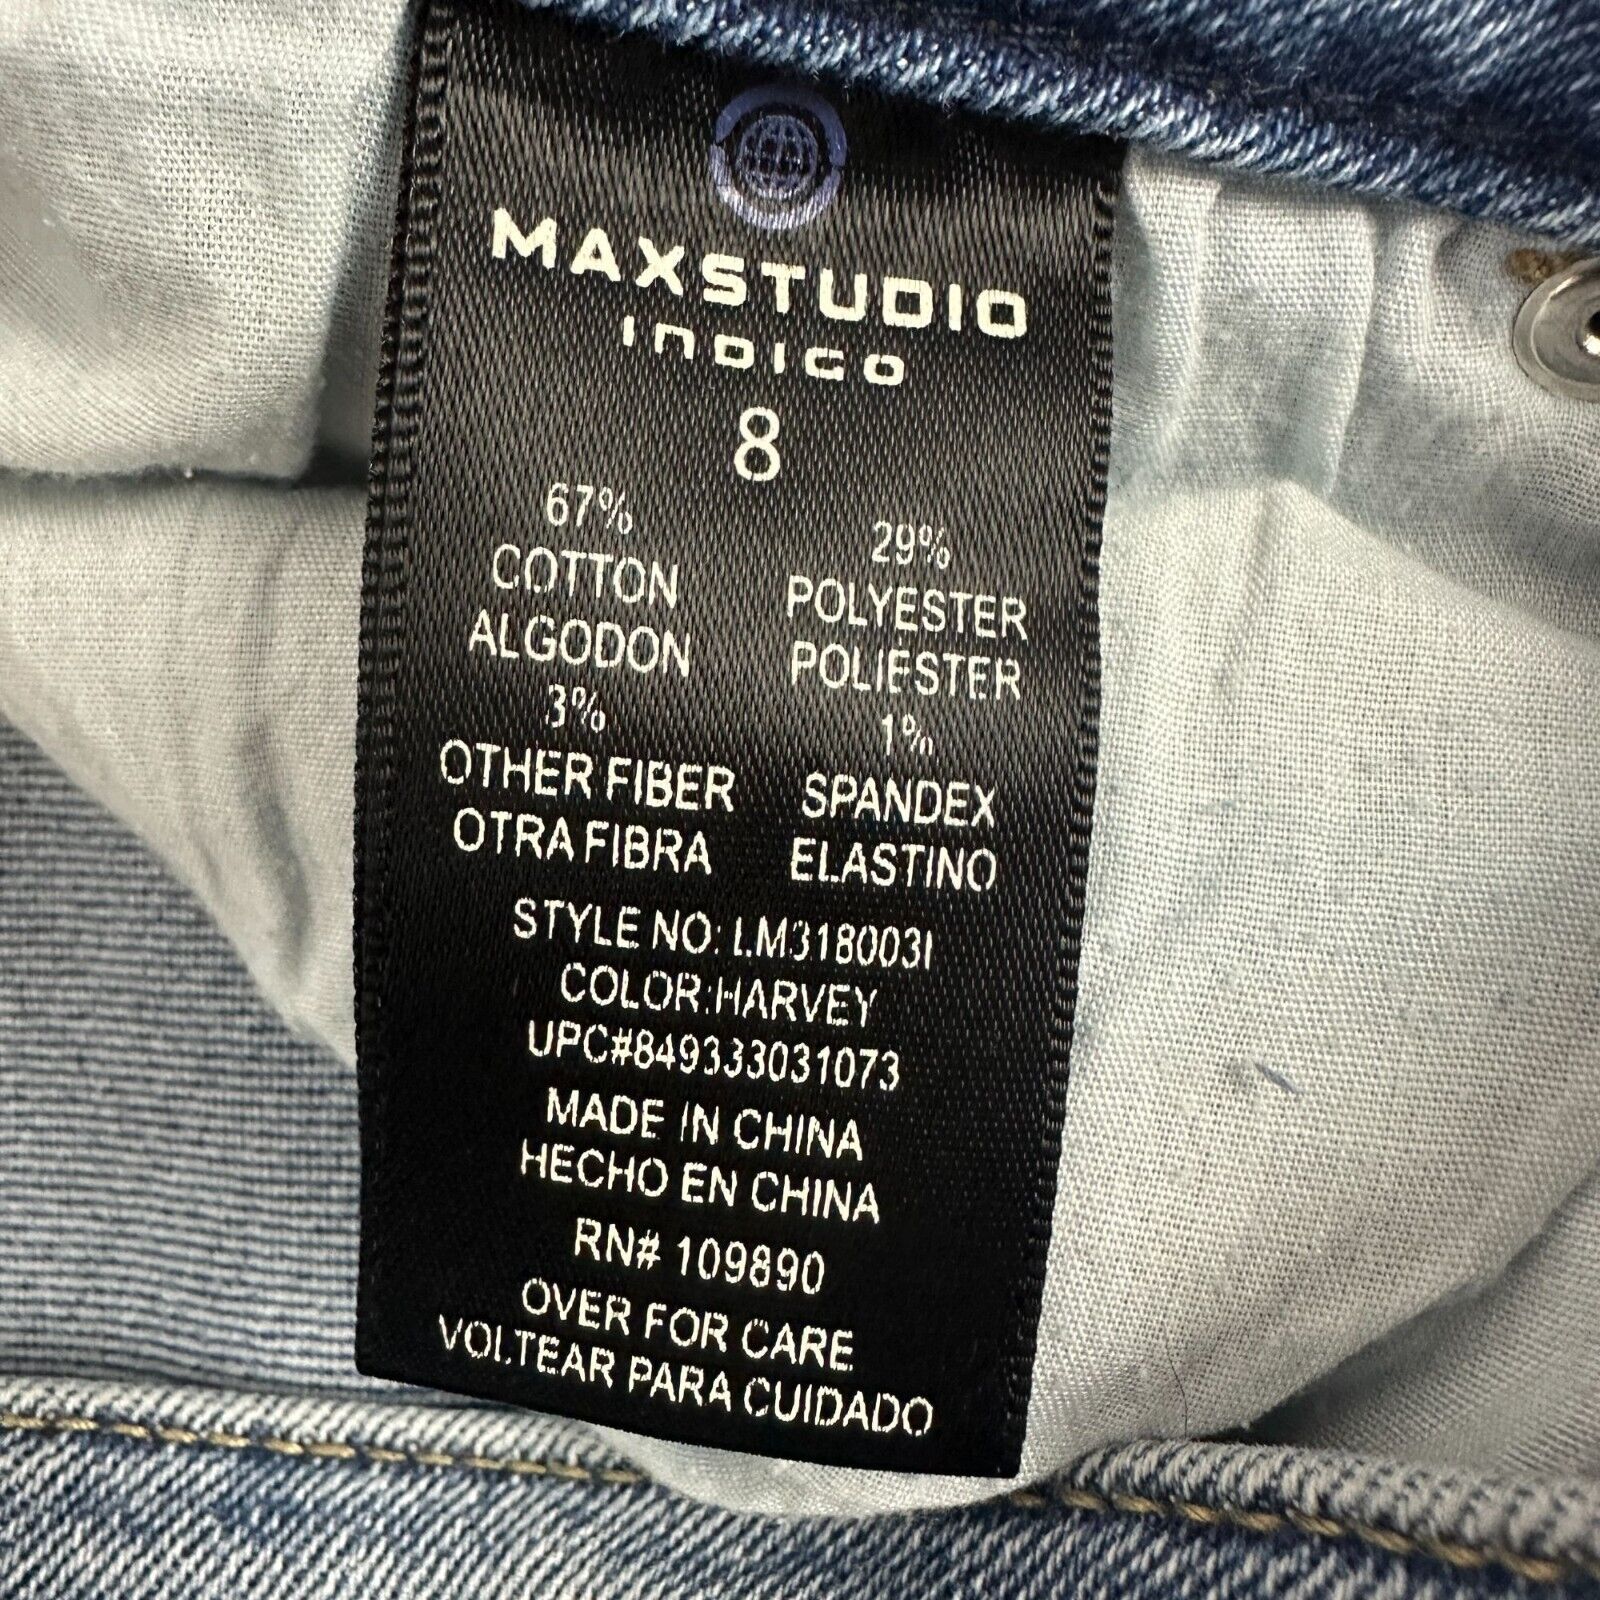 MAXSTUDIO
INDIGO
8
67% 29%
COTTON POLYESTER
ALGODON POLIESTER
3% 1%
OTHER FIBER SPANDEX
OTRA FIBRA ELASTINO
STYLE NO: LM318003I
COLOR:HARVEY
UPC#849333031073
MADE IN CHINA
HECHO EN CHINA
RN# 109890
OVER FOR CARE
VOLTEAR PARA CUIDADO